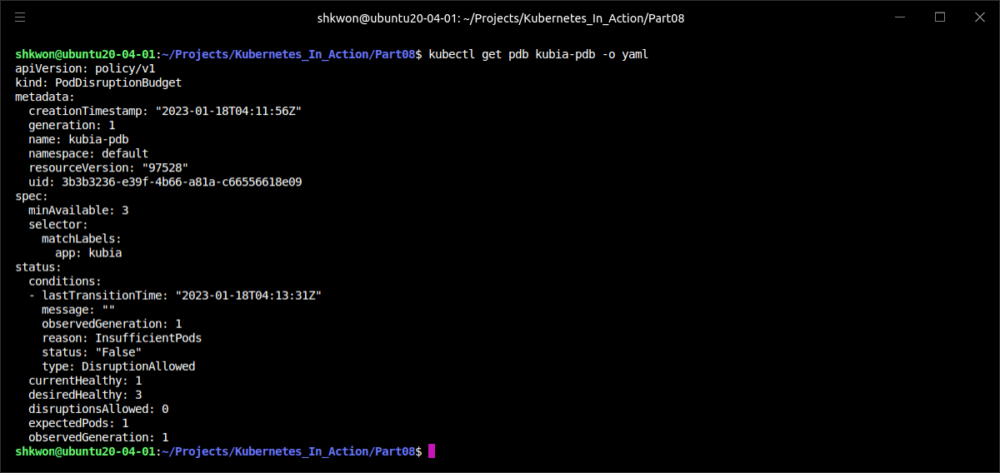 shkwon@ubuntu20-04-01: ~/Projects/Kubernetes_In_Action/Part08
shkwon@ubuntu20-04-01:~/Projects/Kubernetes_In_Action/Part08$ kubectl get pdb kubia-pdb -o yaml
apiVersion: policy/v1
kind: PodDisruptionBudget
metadata:
  creationTimestamp: "2023-01-18T04:11:56Z"
  generation: 1
  name: kubia-pdb
  namespace: default
  resourceVersion: "97528"
  uid: 3b3b3236-e39f-4b66-a81a-c66556618e09
spec:
  minAvailable: 3
  selector:
    matchLabels:
      app: kubia
status:
  conditions:
  - lastTransitionTime: "2023-01-18T04:13:31Z"
    message: ""
    observedGeneration: 1
    reason: InsufficientPods
    status: "False"
    type: DisruptionAllowed
  currentHealthy: 1
  desiredHealthy: 3
  disruptionsAllowed: 0
  expectedPods: 1
  observedGeneration: 1
shkwon@ubuntu20-04-01:~/Projects/Kubernetes_In_Action/Part08$